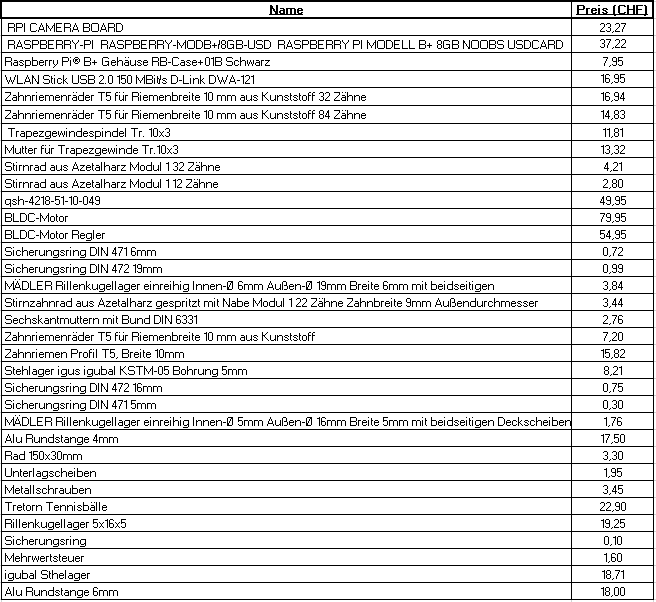 Name Preis (CHF)
RPI CAMERA BOARD 23,27
RASPBERRY-PI RASPBERRY-MODB+/8GB-USD RASPBERRY PI MODELL B+ 8GB NOOBS USDCARD 37,22
Raspberry Pi® B+ Gehäuse RB-Case+01B Schwarz 7,95
WLAN Stick USB 2.0 150 MBit/s D-Link DWA-121 16,95
Zahnriemenräder T5 für Riemenbreite 10 mm aus Kunststoff 32 Zähne 16,94
Zahnriemenräder T5 für Riemenbreite 10 mm aus Kunststoff 84 Zähne 14,83
Trapezgewindespindel Tr. 10x3 11,81
Mutter für Trapezgewinde Tr.10x3 13,32
Stirnrad aus Azetalharz Modul 1 32 Zähne 4,21
Stirnrad aus Azetalharz Modul 1 12 Zähne 2,80
qsh-4218-51-10-049 49,95
BLDC-Motor 79,95
BLDC-Motor Regler 54,95
Sicherungsring DIN 471 6mm 0,72
Sicherungsring DIN 472 19mm 0,99
MÄDLER Rillenkugellager einreihig Innen-Ø 6mm Außen-Ø 19mm Breite 6mm mit beidseitigen 3,84
Stirnzahnrad aus Azetalharz gespritzt mit Nabe Modul 1 22 Zähne Zahnbreite 9mm Außendurchmesser 3,44
Sechskantmuttern mit Bund DIN 6331 2,76
Zahnriemenräder T5 für Riemenbreite 10 mm aus Kunststoff 7,20
Zahnriemen Profil T5, Breite 10mm 15,82
Stehlager igus igubal KSTM-05 Bohrung 5mm 8,21
Sicherungsring DIN 472 16mm 0,75
Sicherungsring DIN 471 5mm 0,30
MÄDLER Rillenkugellager einreihig Innen-Ø 5mm Außen-Ø 16mm Breite 5mm mit beidseitigen Deckscheiben 1,76
Alu Rundstange 4mm 17,50
Rad 150x30mm 3,30
Unterlagscheiben 1,95
Metallschrauben 3,45
Tretorn Tennisbälle 22,90
Rillenkugellager 5x16x5 19,25
Sicherungsring 0,10
Mehrwertsteuer 1,60
igubal Sthelager 18,71
Alu Rundstange 6mm 18,00